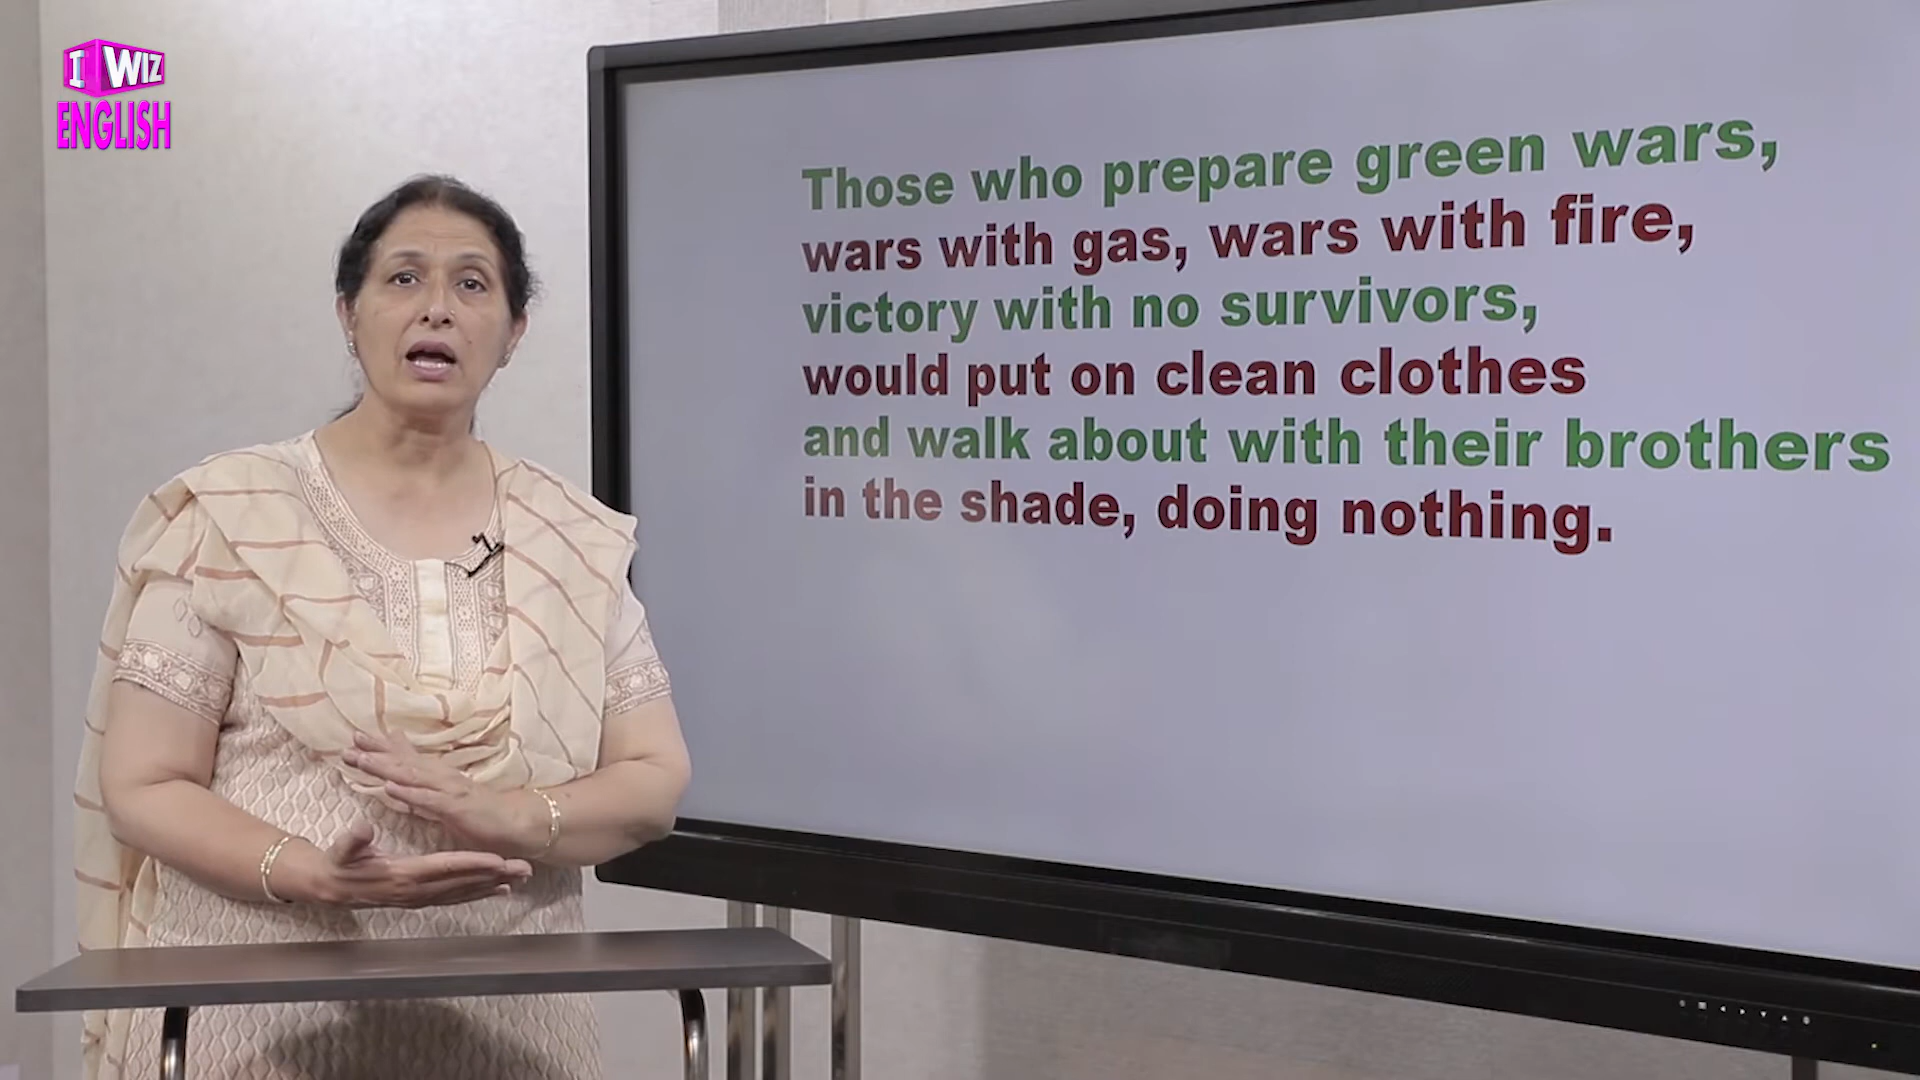 I WIZ
ENGLISH
Those who prepare green wars,
wars with gas, wars with fire,
victory with no survivors,
would put on clean clothes
and walk about with their brothers
in the shade, doing nothing.